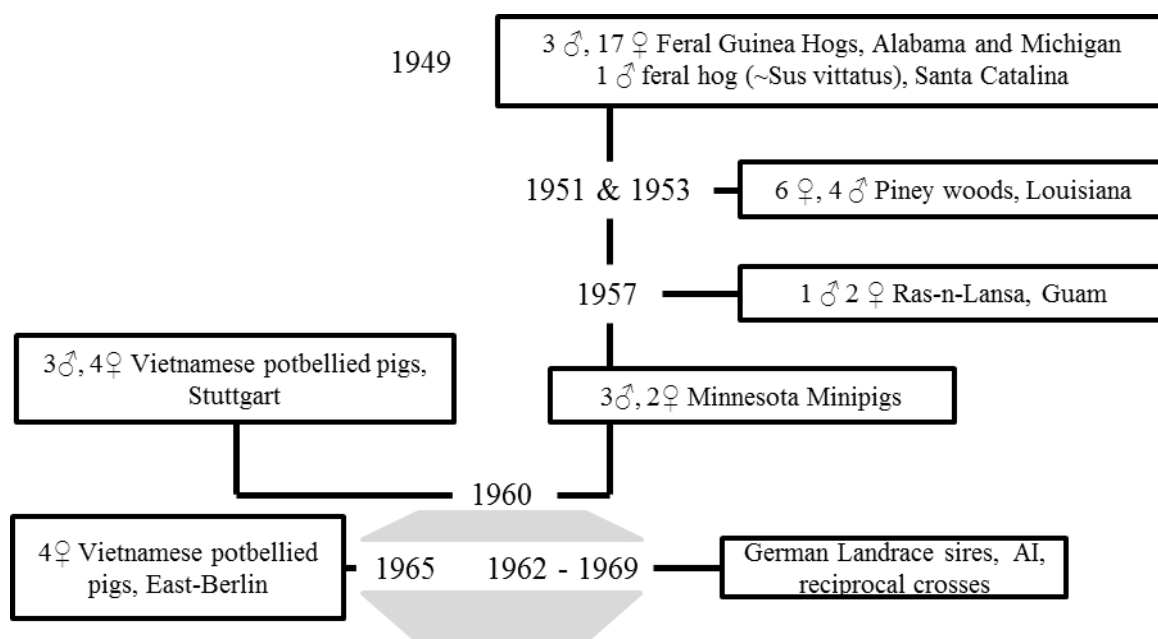 1949
3 ♂, 17 ♀ Feral Guinea Hogs, Alabama and Michigan
1 ♂ feral hog (~Sus vittatus), Santa Catalina
1951 & 1953
6 ♀, 4 ♂ Piney woods, Louisiana
1957
1 ♂ 2 ♀ Ras-n-Lansa, Guam
3♂, 4♀ Vietnamese potbellied pigs,
Stuttgart
3♂, 2♀ Minnesota Minipigs
1960
4♀ Vietnamese potbellied
pigs, East-Berlin
1965
1962 - 1969
German Landrace sires, AI,
reciprocal crosses